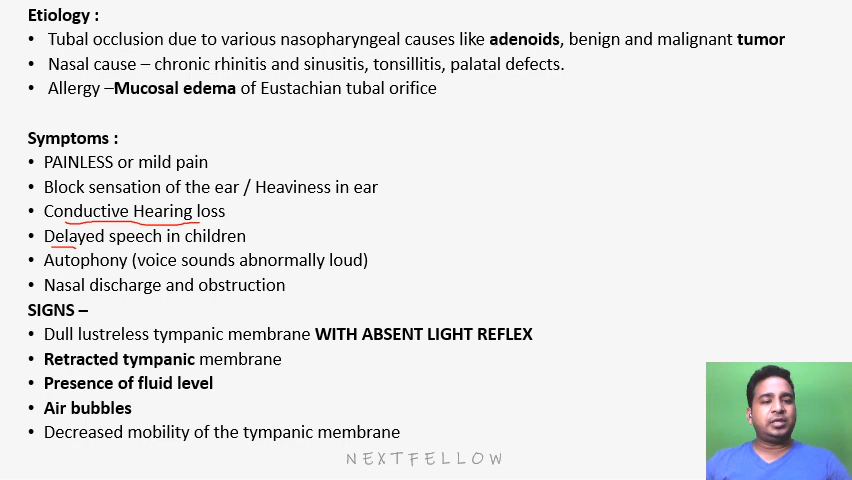 Etiology :
• Tubal occlusion due to various nasopharyngeal causes like adenoids, benign and malignant tumor
• Nasal cause – chronic rhinitis and sinusitis, tonsillitis, palatal defects.
• Allergy –Mucosal edema of Eustachian tubal orifice
Symptoms :
• PAINLESS or mild pain
• Block sensation of the ear / Heaviness in ear
• Conductive Hearing loss
• Delayed speech in children
• Autophony (voice sounds abnormally loud)
• Nasal discharge and obstruction
SIGNS –
• Dull lustreless tympanic membrane WITH ABSENT LIGHT REFLEX
• Retracted tympanic membrane
• Presence of fluid level
• Air bubbles
• Decreased mobility of the tympanic membrane
NEXTFELLOW